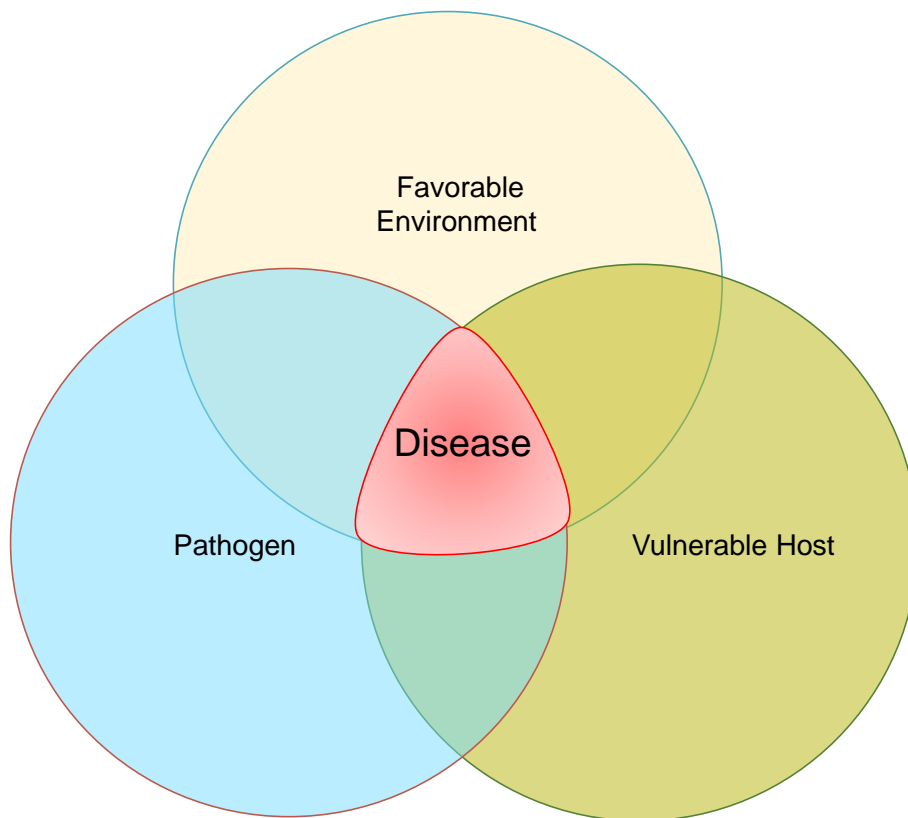 Favorable
Environment
Disease
Pathogen
Vulnerable Host